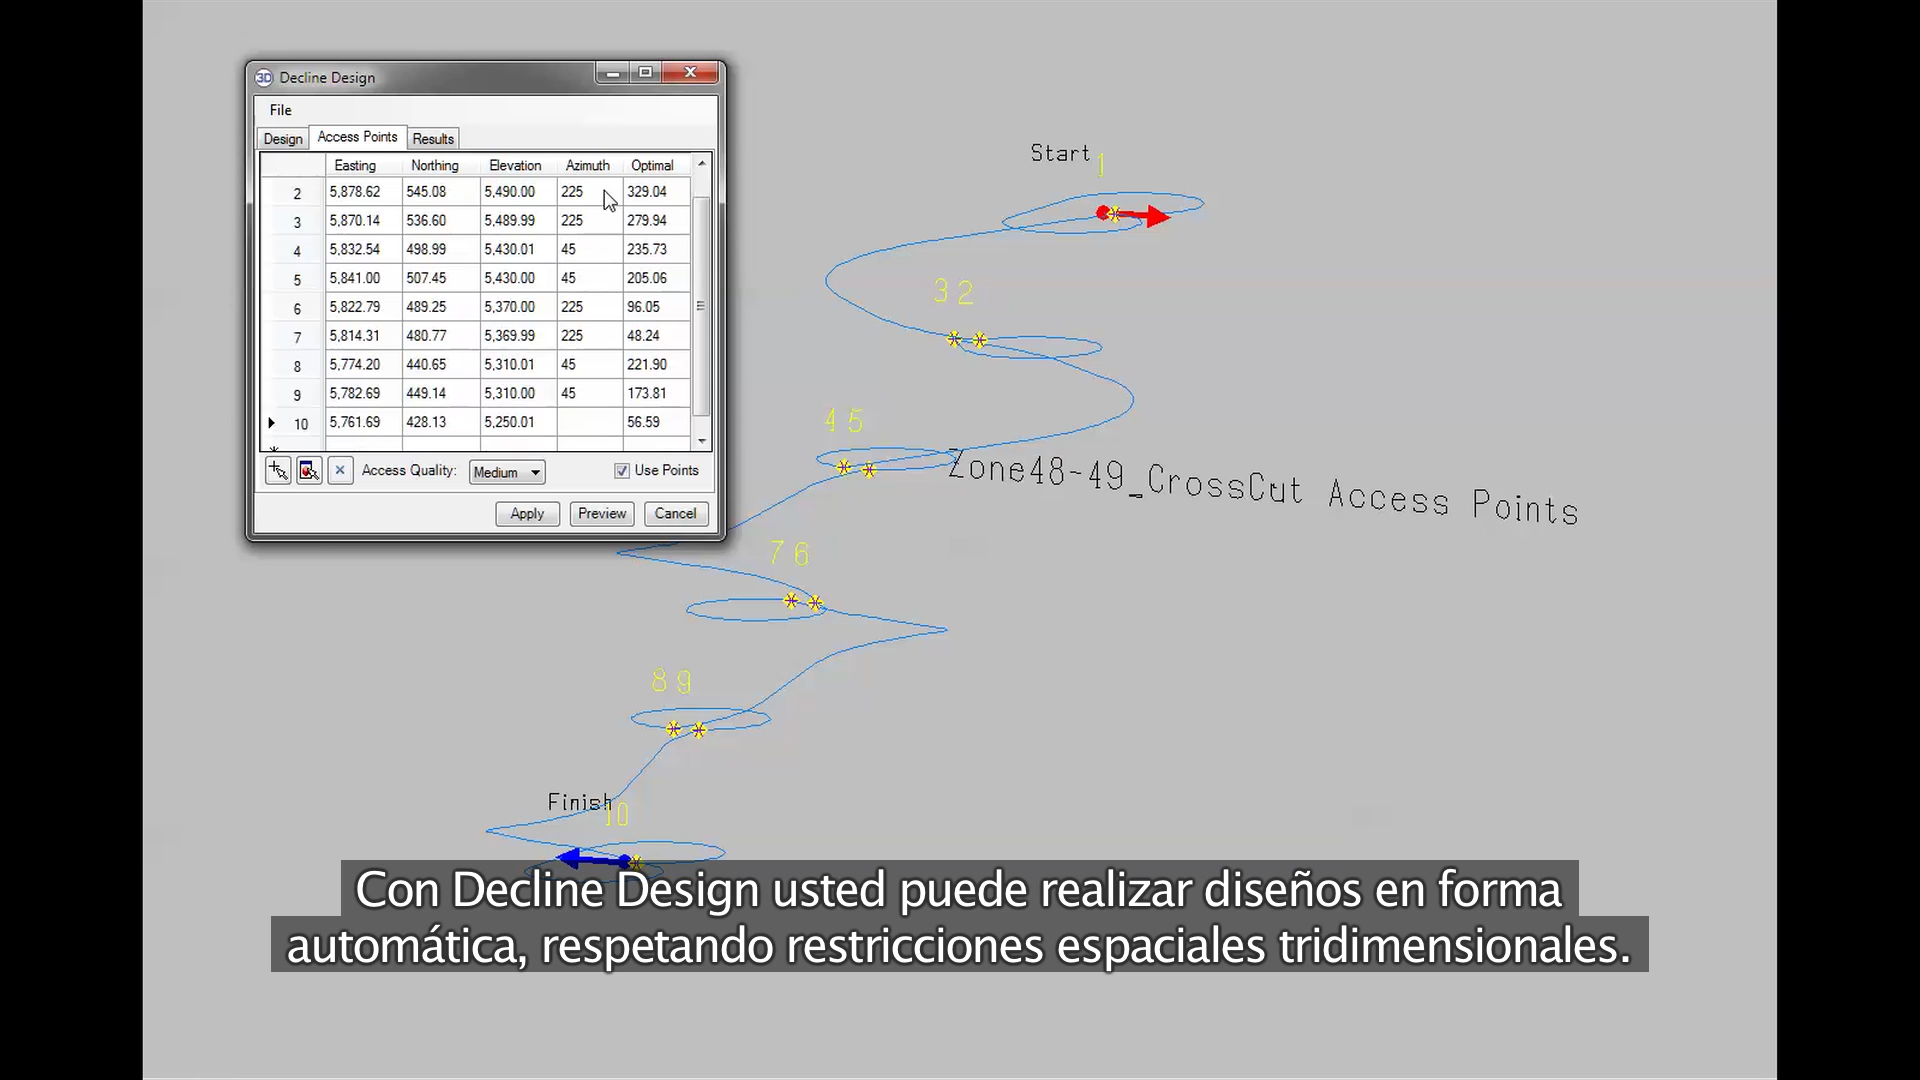 3D Decline Design
File
Design Access Points Results
Easting Northing Elevation Azimuth Optimal
2 5,878.62 545.08 5,490.00 225 329.04
3 5,870.14 536.60 5,489.99 225 279.94
4 5,832.54 498.99 5,430.01 45 235.73
5 5,841.00 507.45 5,430.00 45 205.06
6 5,822.79 489.25 5,370.00 225 96.05
7 5,814.31 480.77 5,369.99 225 48.24
8 5,774.20 440.65 5,310.01 45 221.90
9 5,782.69 449.14 5,310.00 45 173.81
10 5,761.69 428.13 5,250.01 56.59
Access Quality: Medium Use Points
Apply Preview Cancel
Start 1
3 2
4 5
Zone48-49_CrossCut Access Points
7 6
8 9
Finish
10
Con Decline Design usted puede realizar diseños en forma
automática, respetando restricciones espaciales tridimensionales.